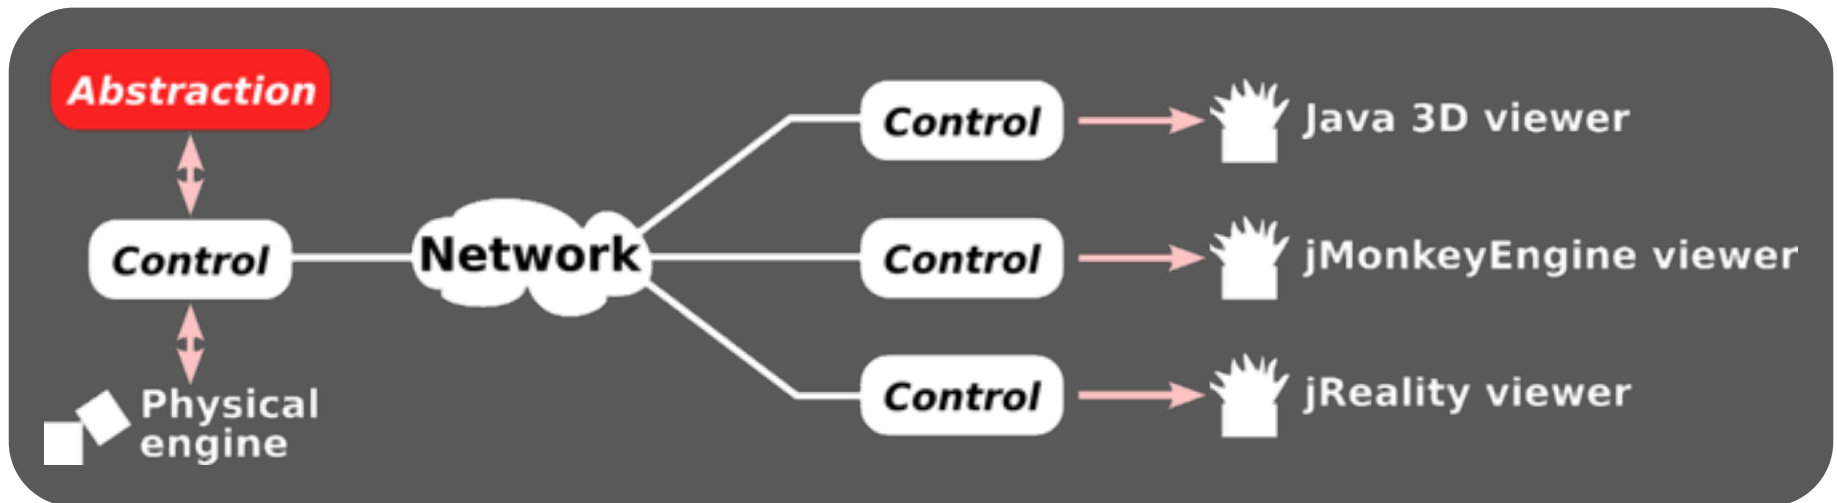 Abstraction
Control
Physical
engine
Network
Control
Java 3D viewer
Control
jMonkeyEngine viewer
Control
jReality viewer